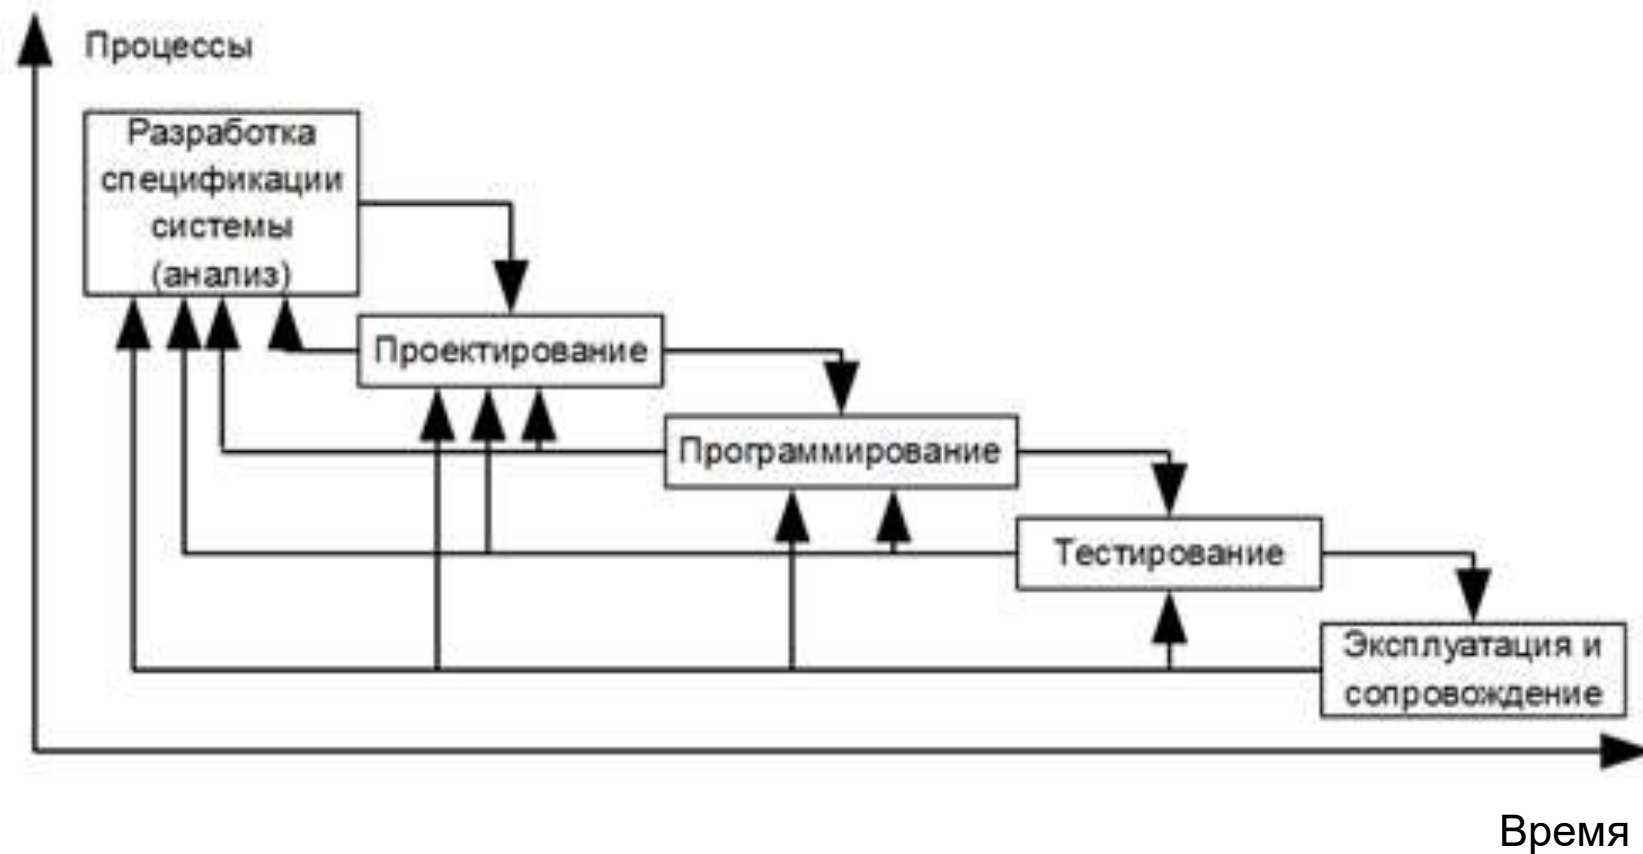 Процессы
Разработка
спецификации
системы
(анализ)
Проектирование
Программирование
Тестирование
Эксплуатация и
сопровождение
Время